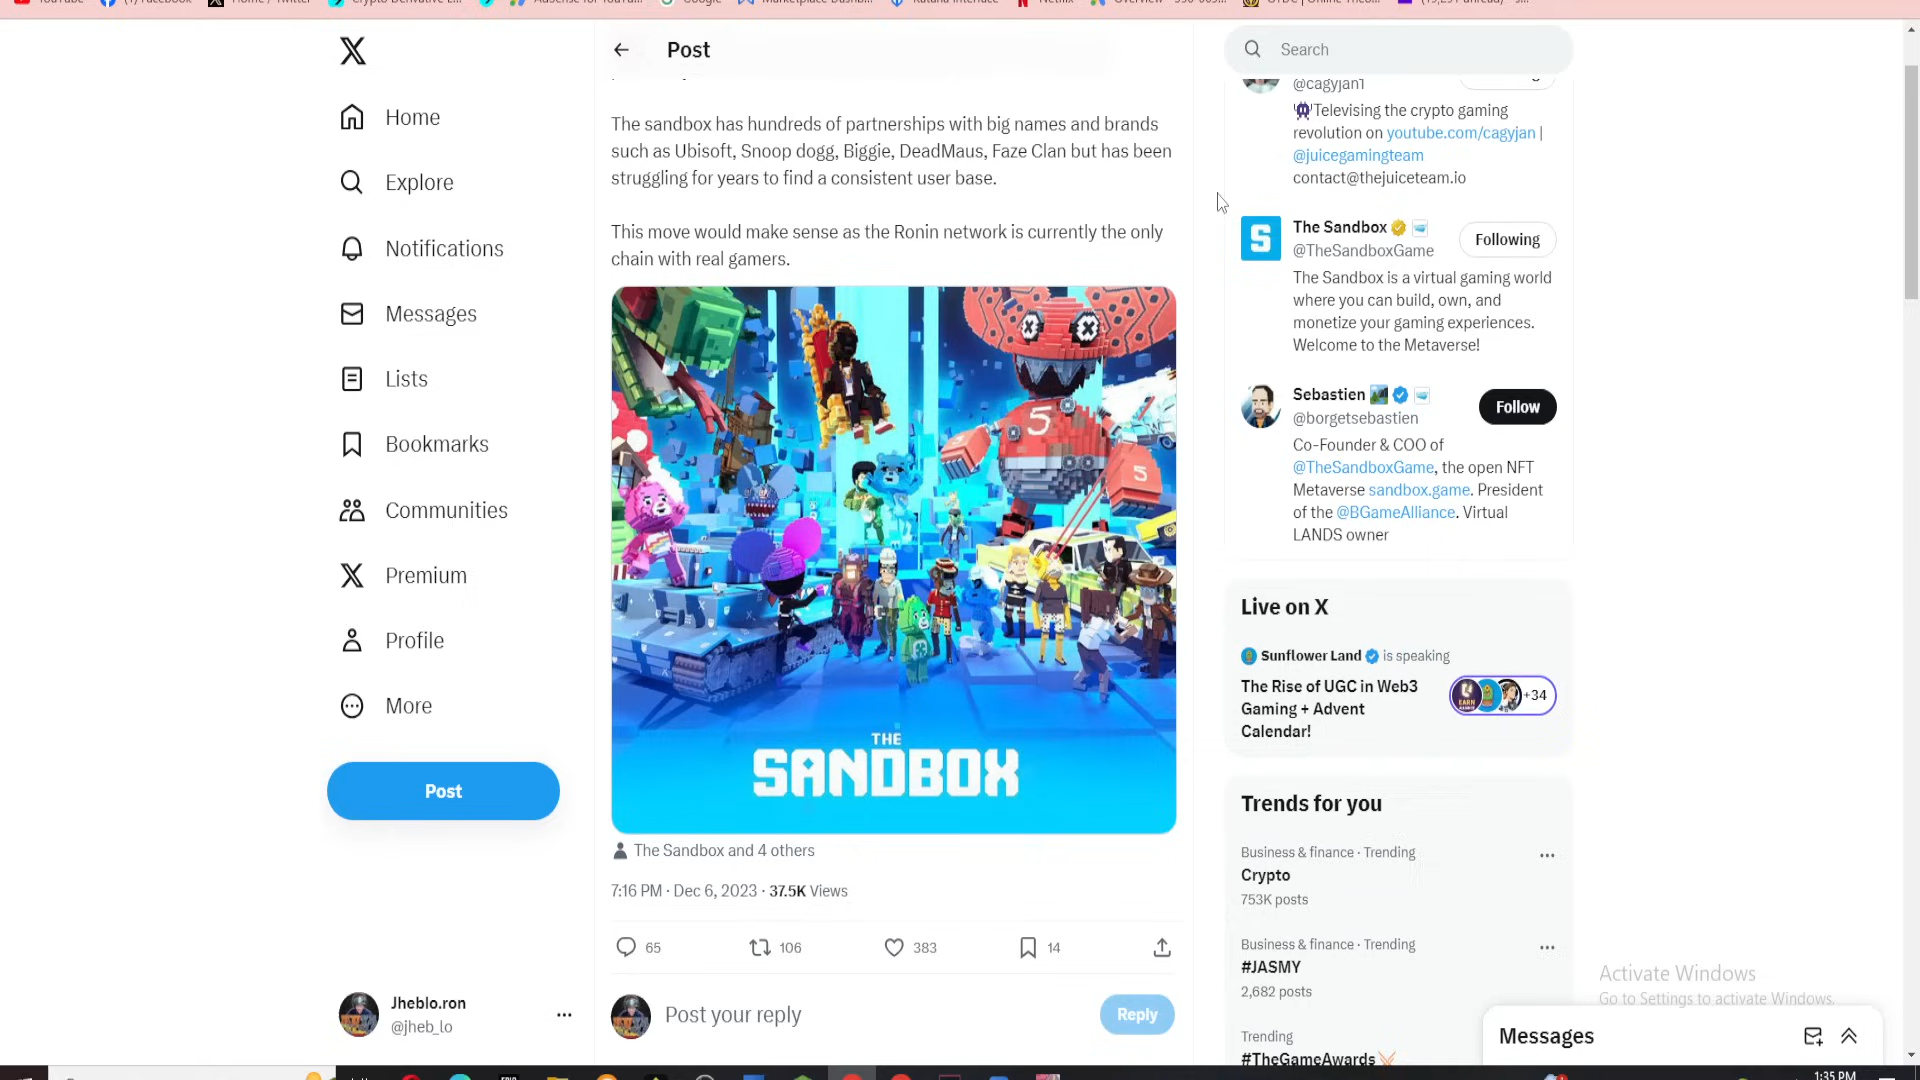 Post
Search
Home
Explore
Notifications
Messages
Lists
Bookmarks
Communities
Premium
Profile
More
Post
Jheblo.ron
@jheb_lo
The sandbox has hundreds of partnerships with big names and brands
such as Ubisoft, Snoop dogg, Biggie, DeadMaus, Faze Clan but has been
struggling for years to find a consistent user base.
This move would make sense as the Ronin network is currently the only
chain with real gamers.
5
5
THE
SANDBOX
The Sandbox and 4 others
7:16 PM · Dec 6, 2023 · 37.5K Views
65 106 383 14
Post your reply
Reply
@cagyjan1
Televising the crypto gaming
revolution on youtube.com/cagyjan |
@juicegamingteam
contact@thejuiceteam.io
The Sandbox
@TheSandboxGame
Following
The Sandbox is a virtual gaming world
where you can build, own, and
monetize your gaming experiences.
Welcome to the Metaverse!
Sebastien
@borgetsebastien
Follow
Co-Founder & COO of
@TheSandboxGame, the open NFT
Metaverse sandbox.game. President
of the @BGameAlliance. Virtual
LANDS owner
Live on X
Sunflower Land is speaking
The Rise of UGC in Web3
Gaming + Advent
Calendar!
+34
Trends for you
Business & finance · Trending
Crypto
753K posts
Business & finance · Trending
#JASMY
2,682 posts
Trending
#TheGameAwards
Activate Windows
Go to Settings to activate Windows.
Messages
1:35 PM